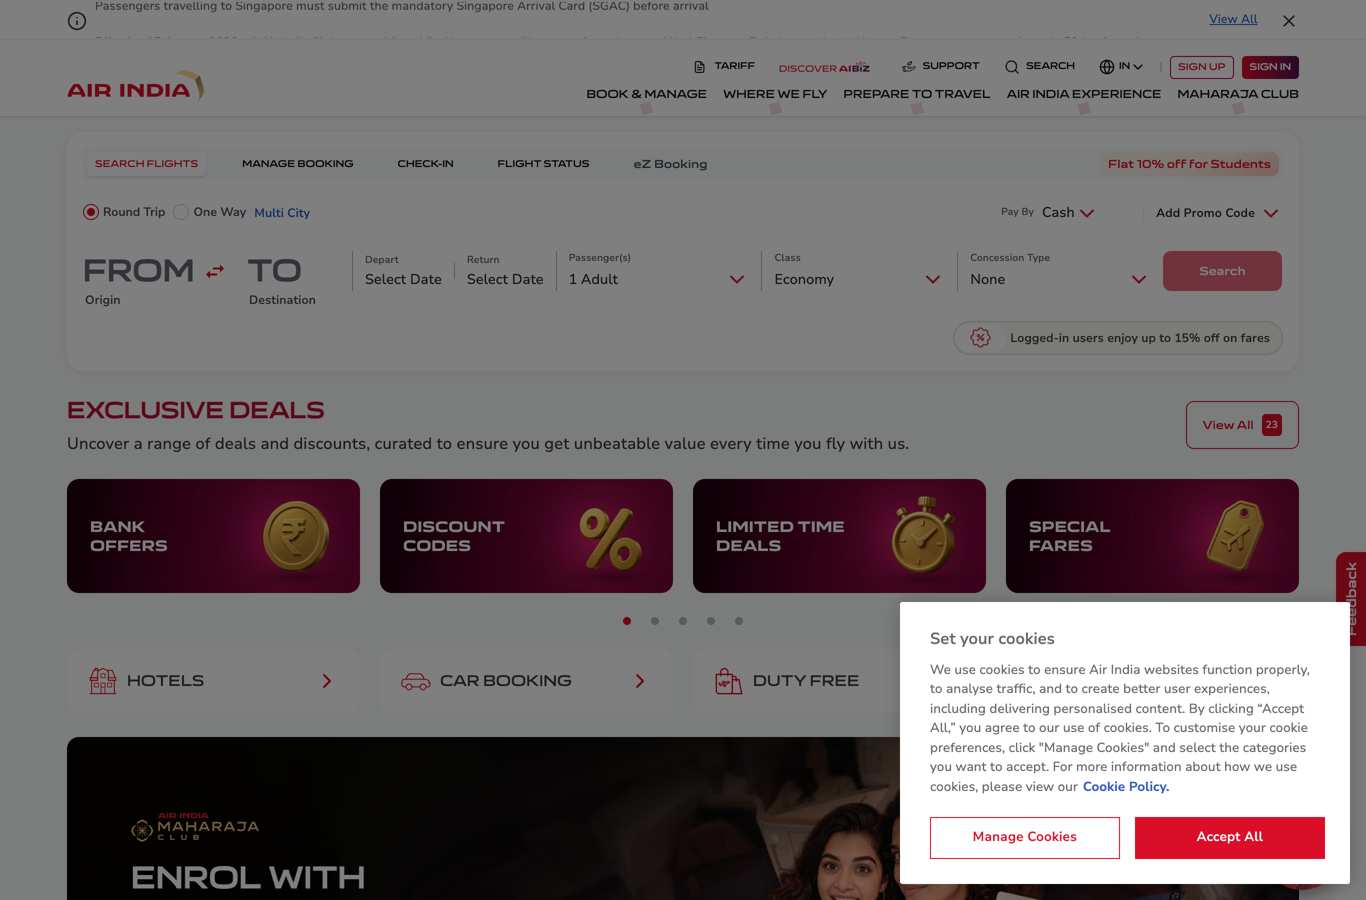 Passengers travelling to Singapore must submit the mandatory Singapore Arrival Card (SGAC) before arrival
View All
AIR INDIA
TARIFF
DISCOVER AIBIZ
SUPPORT
SEARCH
IN
SIGN UP
SIGN IN
BOOK & MANAGE
WHERE WE FLY
PREPARE TO TRAVEL
AIR INDIA EXPERIENCE
MAHARAJA CLUB
SEARCH FLIGHTS
MANAGE BOOKING
CHECK-IN
FLIGHT STATUS
eZ Booking
Flat 10% off for Students
Round Trip
One Way
Multi City
Pay By
Cash
Add Promo Code
FROM
Origin
TO
Destination
Depart
Select Date
Return
Select Date
Passenger(s)
1 Adult
Class
Economy
Concession Type
None
Search
Logged-in users enjoy up to 15% off on fares
EXCLUSIVE DEALS
Uncover a range of deals and discounts, curated to ensure you get unbeatable value every time you fly with us.
View All 23
BANK
OFFERS
DISCOUNT
CODES
LIMITED TIME
DEALS
SPECIAL
FARES
Feedback
HOTELS
CAR BOOKING
DUTY FREE
AIR INDIA
MAHARAJA
CLUB
ENROL WITH
Set your cookies
We use cookies to ensure Air India websites function properly,
to analyse traffic, and to create better user experiences,
including delivering personalised content. By clicking “Accept
All,” you agree to our use of cookies. To customise your cookie
preferences, click "Manage Cookies" and select the categories
you want to accept. For more information about how we use
cookies, please view our Cookie Policy.
Manage Cookies
Accept All